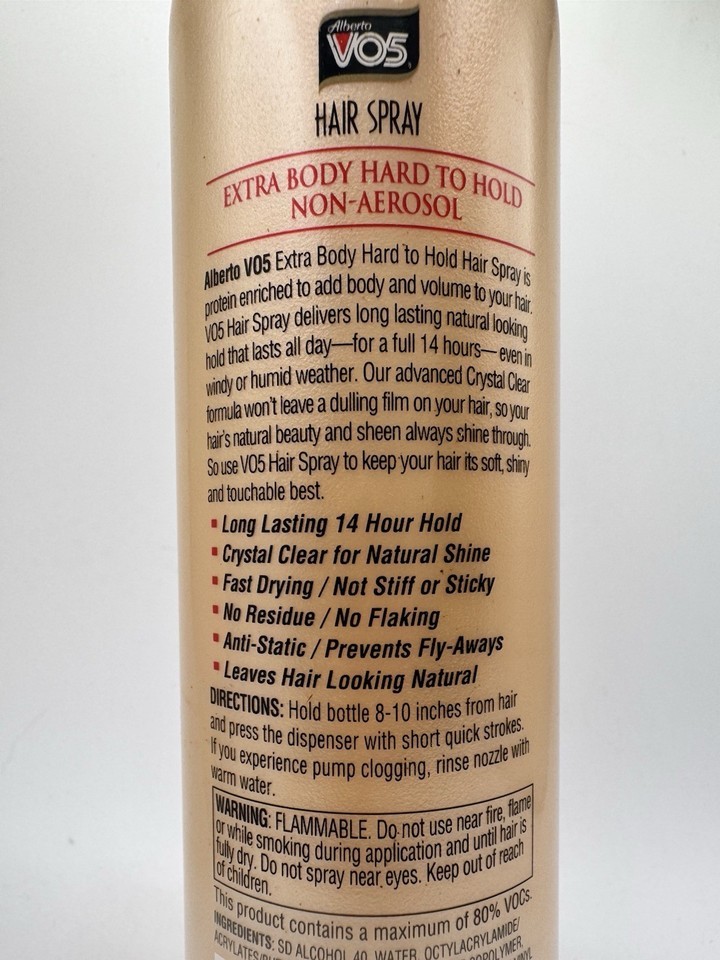 Alberto
VO5
HAIR SPRAY
EXTRA BODY HARD TO HOLD
NON-AEROSOL
Alberto VO5 Extra Body Hard to Hold Hair Spray is
protein enriched to add body and volume to your hair.
VO5 Hair Spray delivers long lasting natural looking
hold that lasts all day—for a full 14 hours—even in
windy or humid weather. Our advanced Crystal Clear
formula won't leave a dulling film on your hair, so your
hair's natural beauty and sheen always shine through.
So use VO5 Hair Spray to keep your hair its soft, shiny
and touchable best.
▪ Long Lasting 14 Hour Hold
▪ Crystal Clear for Natural Shine
▪ Fast Drying / Not Stiff or Sticky
▪ No Residue / No Flaking
▪ Anti-Static / Prevents Fly-Aways
▪ Leaves Hair Looking Natural
DIRECTIONS: Hold bottle 8-10 inches from hair
and press the dispenser with short quick strokes.
If you experience pump clogging, rinse nozzle with
warm water.
WARNING: FLAMMABLE. Do not use near fire, flame
or while smoking during application and until hair is
fully dry. Do not spray near eyes. Keep out of reach
of children.
This product contains a maximum of 80% VOCs.
INGREDIENTS: SD ALCOHOL 40, WATER, OCTYLACRYLAMIDE/